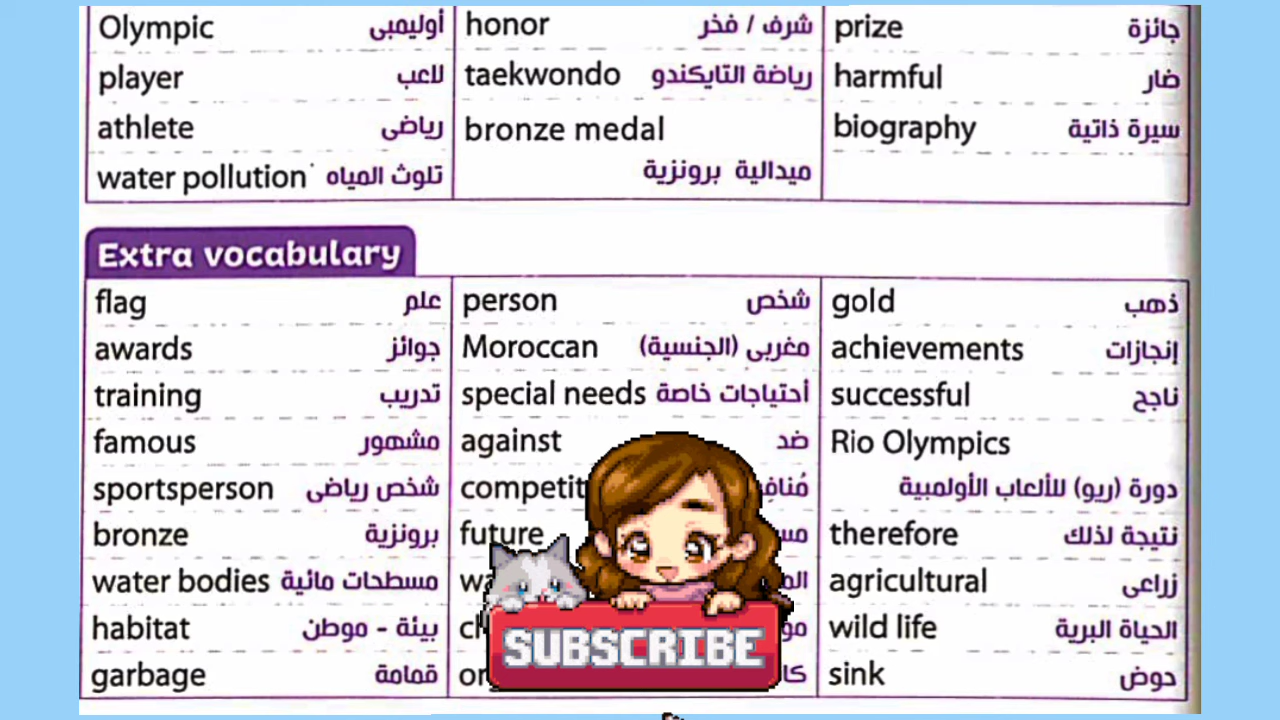 Olympic أوليمبى honor شرف / فخر prize جائزة
player للاعب taekwondo رياضة التايكندو harmful ضار
athlete رياضى bronze medal biography سيرة ذاتية
water pollution تلوث المياه ميدالية برونزية
Extra vocabulary
flag علم person شخص gold ذهب
awards جوائز Moroccan مغربى (الجنسية) achievements إنجازات
training تدريب special needs أحتياجات خاصة successful ناجح
famous مشهور against ضد Rio Olympics
sportsperson شخص رياضى دورة (ريو) للألعاب الأولمبية
bronze برونزية future therefore نتيجة لذلك
water bodies مسطحات مائية agricultural زراعى
habitat بيئة - موطن wild life الحياة البرية
SUBSCRIBE
garbage قمامة sink حوض